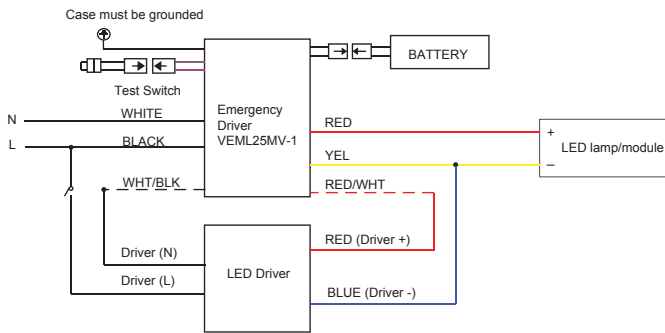 Case must be grounded
BATTERY
Test Switch
N
WHITE
L
BLACK
Emergency
Driver
VEML25MV-1
RED
YEL
+
LED lamp/module
–
WHT/BLK
RED/WHT
Driver (N)
RED (Driver +)
LED Driver
Driver (L)
BLUE (Driver -)